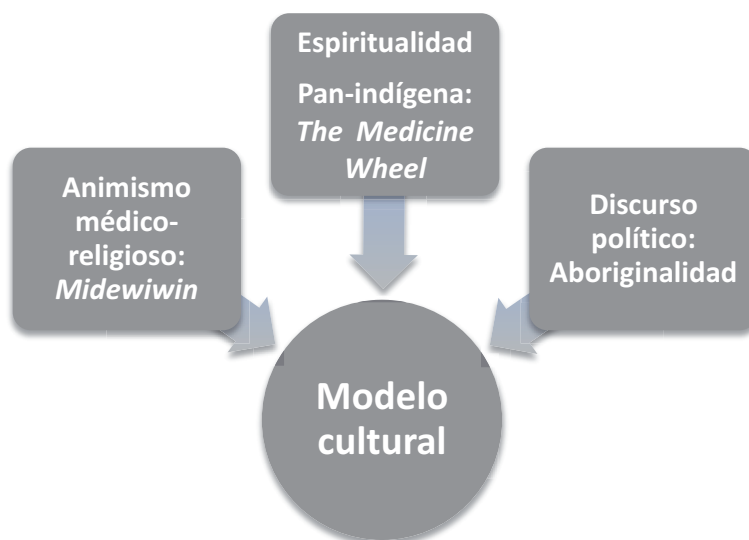 Espiritualidad
Pan-indígena:
The Medicine
Wheel
Animismo
médico-
religioso:
Midewiwin
Discurso
político:
Aboriginalidad
Modelo
cultural